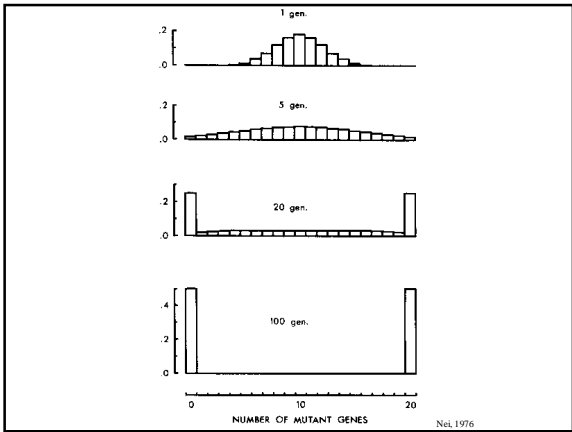 1 gen.
.2
.0
5 gen.
.2
.0
20 gen.
.2
.0
100 gen.
.4
.2
.0
0 10 20
NUMBER OF MUTANT GENES
Nei, 1976